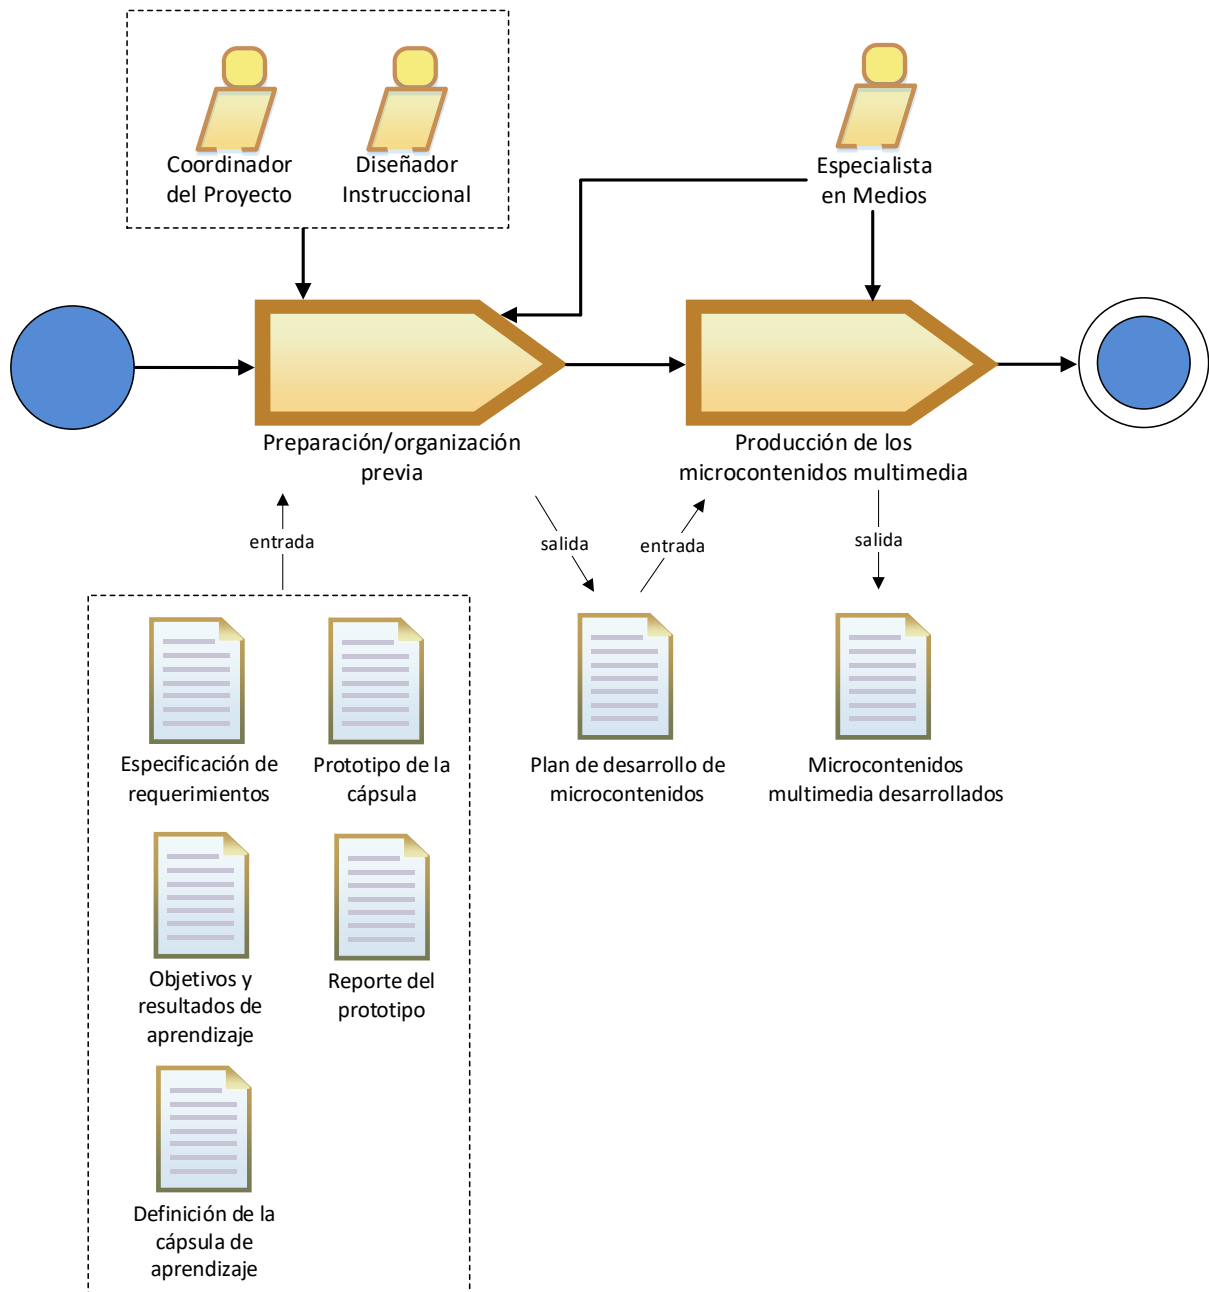 Coordinador
del Proyecto
Diseñador
Instruccional
Especialista
en Medios
Preparación/organización
previa
Producción de los
microcontenidos multimedia
entrada
salida
entrada
salida
Especificación de
requerimientos
Prototipo de la
cápsula
Plan de desarrollo de
microcontenidos
Microcontenidos
multimedia desarrollados
Objetivos y
resultados de
aprendizaje
Reporte del
prototipo
Definición de la
cápsula de
aprendizaje